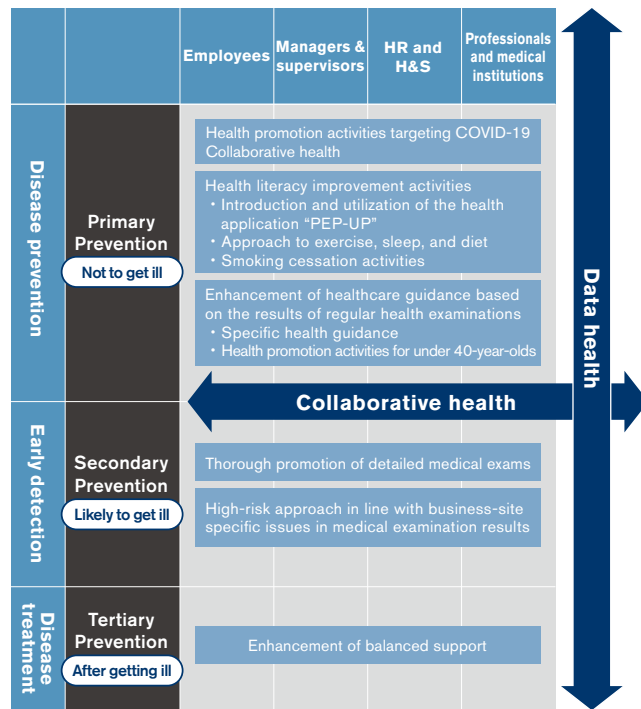 Employees
Managers &
supervisors
HR and
H&S
Professionals
and medical
institutions
Disease prevention
Primary
Prevention
Not to get ill
Health promotion activities targeting COVID-19
Collaborative health
Health literacy improvement activities
・Introduction and utilization of the health
application “PEP-UP”
・Approach to exercise, sleep, and diet
・Smoking cessation activities
Enhancement of healthcare guidance based
on the results of regular health examinations
・Specific health guidance
・Health promotion activities for under 40-year-olds
Collaborative health
Data health
Early detection
Secondary
Prevention
Likely to get ill
Thorough promotion of detailed medical exams
High-risk approach in line with business-site
specific issues in medical examination results
Disease
treatment
Tertiary
Prevention
After getting ill
Enhancement of balanced support